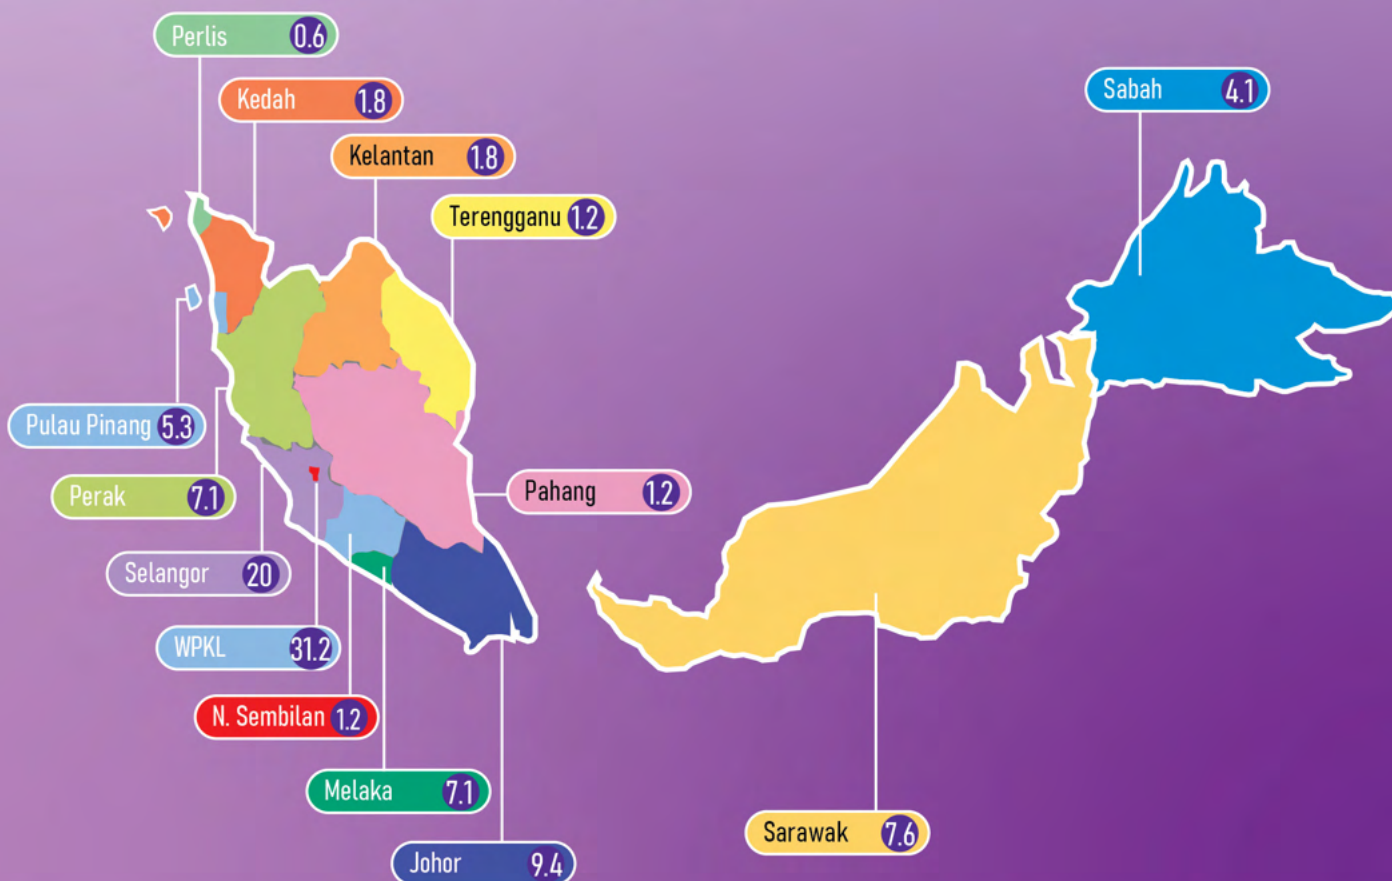 Perlis 0.6
Kedah 1.8
Kelantan 1.8
Terengganu 1.2
Sabah 4.1
Pulau Pinang 5.3
Perak 7.1
Pahang 1.2
Selangor 20
WPKL 31.2
N. Sembilan 1.2
Melaka 7.1
Sarawak 7.6
Johor 9.4